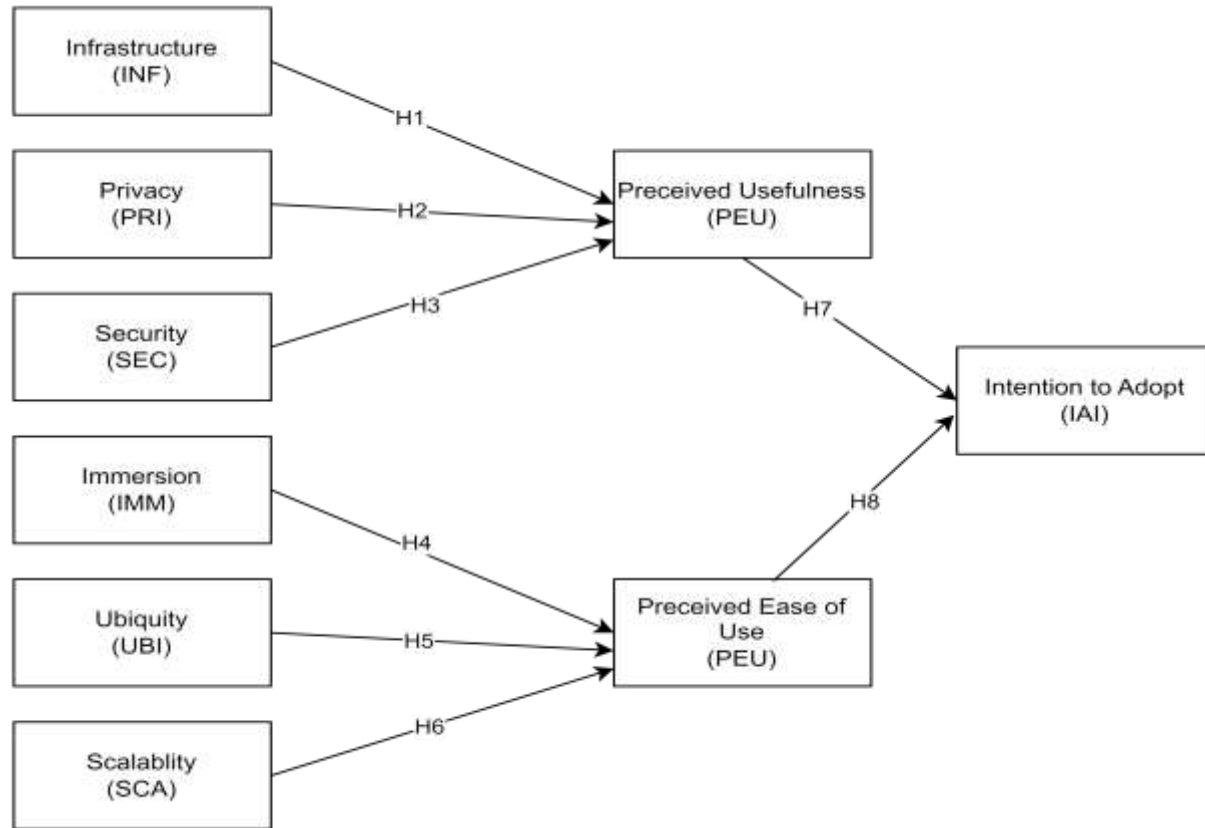 Infrastructure
(INF)
H1
Privacy
(PRI)
H2
Preceived Usefulness
(PEU)
Security
(SEC)
H3
H7
Intention to Adopt
(IAI)
Immersion
(IMM)
H4
H8
Ubiquity
(UBI)
H5
Preceived Ease of
Use
(PEU)
Scalablity
(SCA)
H6